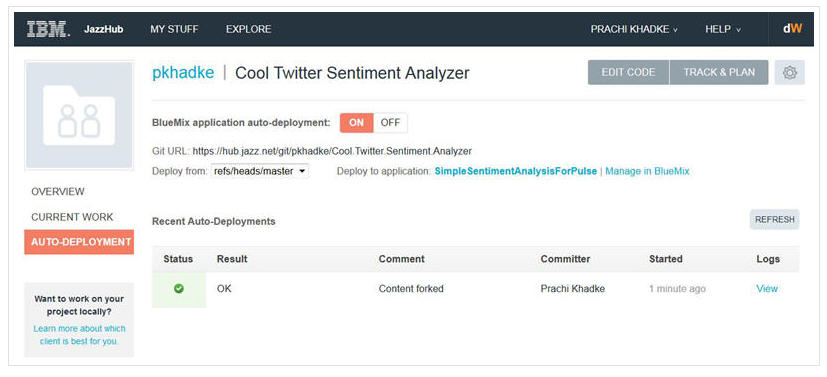 IBM. JazzHub MY STUFF EXPLORE PRACHI KHADKE HELP dW
pkhadke | Cool Twitter Sentiment Analyzer EDIT CODE TRACK & PLAN
BlueMix application auto-deployment: ON OFF
Git URL: https://hub.jazz.net/git/pkhadke/Cool.Twitter.Sentiment.Analyzer
Deploy from: refs/heads/master Deploy to application: SimpleSentimentAnalysisForPulse | Manage in BlueMix
OVERVIEW
CURRENT WORK
AUTO-DEPLOYMENT
Want to work on your
project locally?
Learn more about which
client is best for you.
Recent Auto-Deployments REFRESH
Status Result Comment Committer Started Logs
OK Content forked Prachi Khadke 1 minute ago View